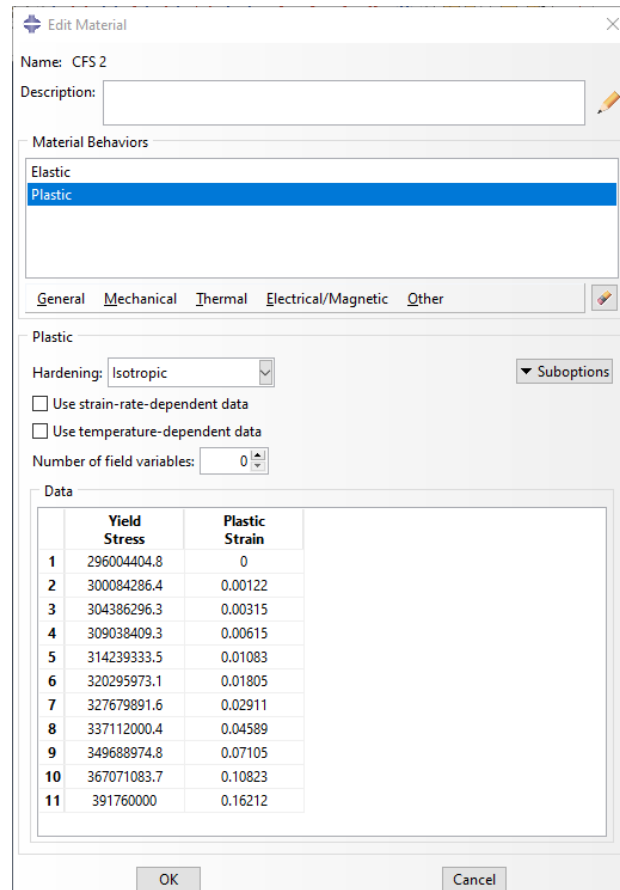 Edit Material
Name: CFS 2
Description:
Material Behaviors
Elastic
Plastic
General Mechanical Thermal Electrical/Magnetic Other
Plastic
Hardening: Isotropic Suboptions
Use strain-rate-dependent data
Use temperature-dependent data
Number of field variables: 0
Data
Yield Stress Plastic Strain
1 296004404.8 0
2 300084286.4 0.00122
3 304386296.3 0.00315
4 309038409.3 0.00615
5 314239333.5 0.01083
6 320295973.1 0.01805
7 327679891.6 0.02911
8 337112000.4 0.04589
9 349688974.8 0.07105
10 367071083.7 0.10823
11 391760000 0.16212
OK Cancel